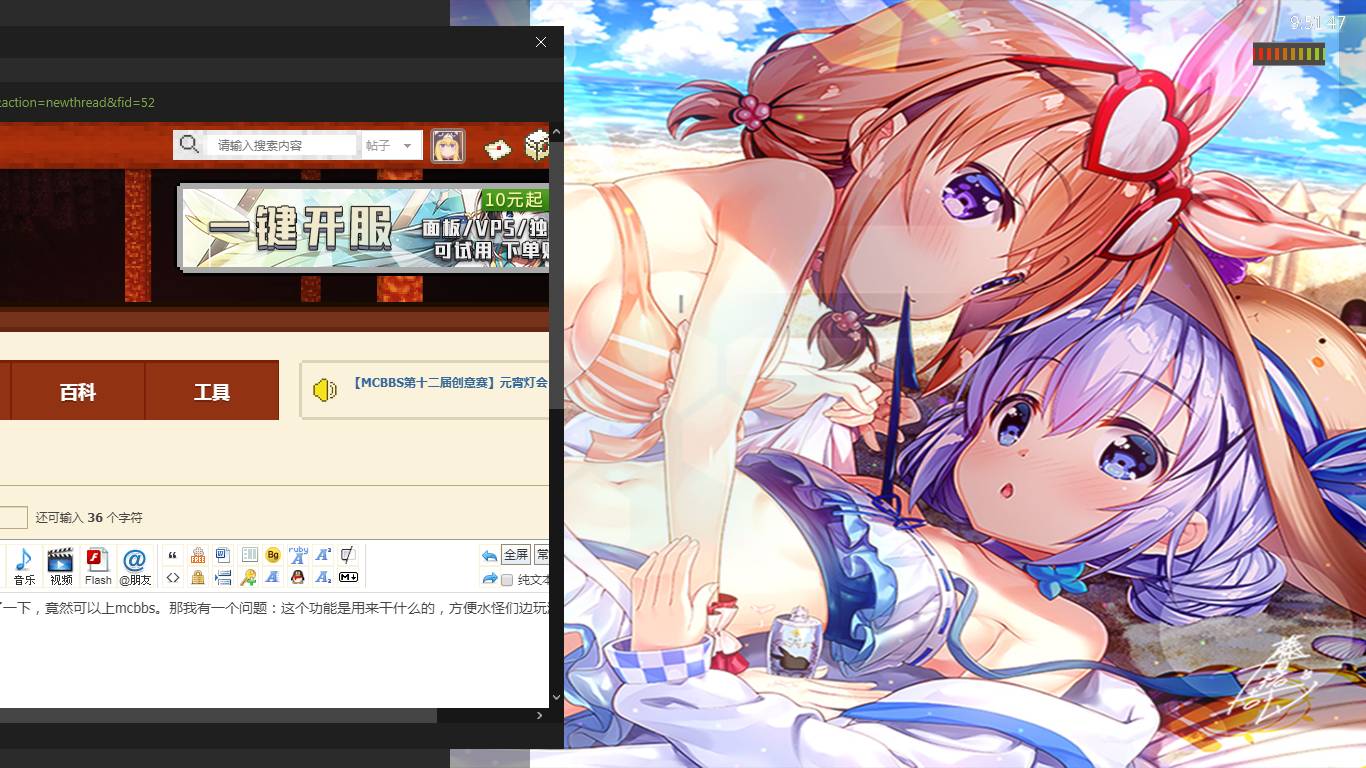 9:51:47
:action=newthread&fid=52
请输入搜索内容
帖子
10元起
一键开服
面板/VPS/独
可试用 下单
百科
工具
【MCBBS第十二届创意赛】元宵灯会
还可输入 36 个字符
音乐
视频
Flash
@朋友
Bg
ruby
全屏
常
纯文本
了一下，竟然可以上mcbbs。那我有一个问题：这个功能是用来干什么的，方便水怪们边玩